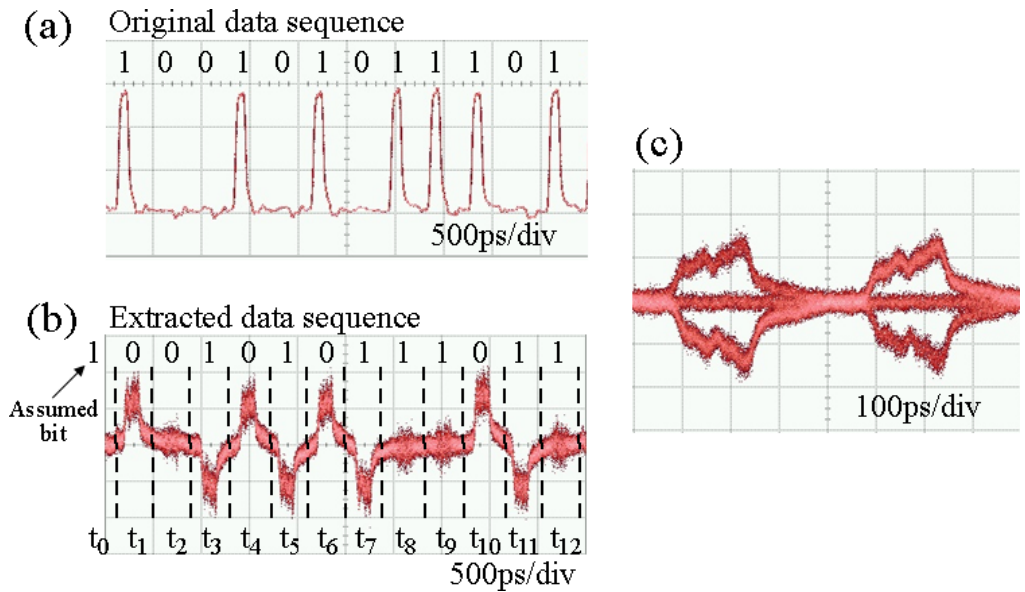 (a) Original data sequence
1 0 0 1 0 1 0 1 1 1 0 1
500ps/div
(b) Extracted data sequence
1 0 0 1 0 1 0 1 1 1 0 1 1
Assumed
bit
t0 t1 t2 t3 t4 t5 t6 t7 t8 t9 t10 t11 t12
500ps/div
(c)
100ps/div